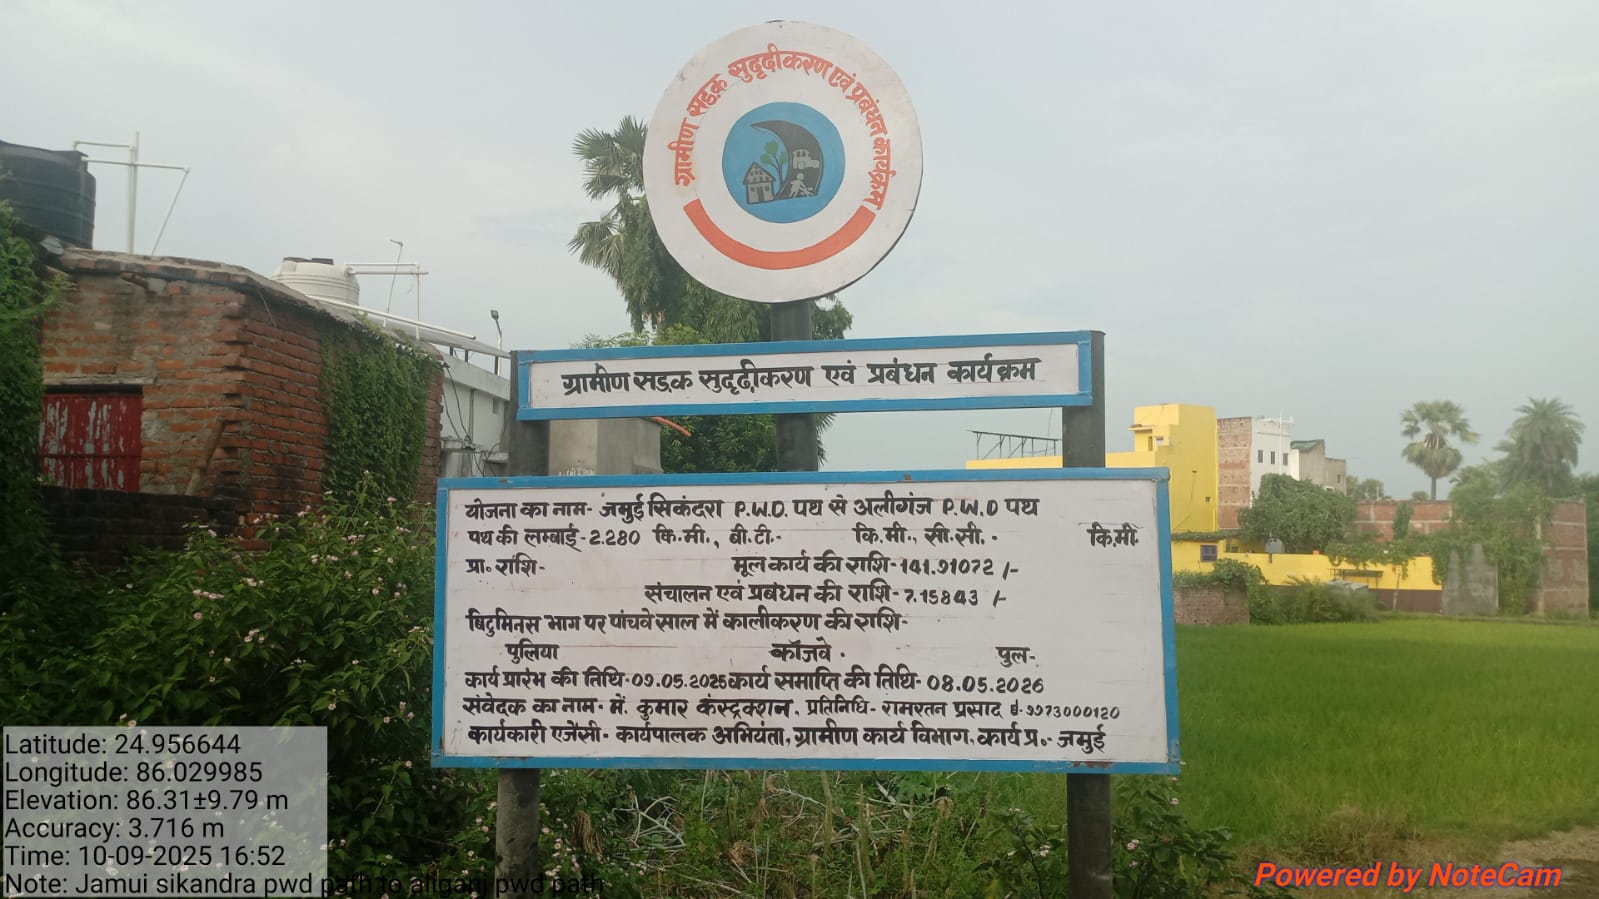 ग्रामीण सड़क सुदृढ़ीकरण एवं प्रबंधन कार्यक्रम
ग्रामीण सड़क सुदृढ़ीकरण एवं प्रबंधन कार्यक्रम
योजना का नाम- जमुई सिकंदरा P.W.D. पथ से अलीगंज P.W.D पथ
पथ की लम्बाई-2.280 कि.मी., बी.टी.- कि.मी., सी.सी.- कि.मी.
प्रा. रांशि- मूल कार्य की राशि-141.91072 /-
संचालन एवं प्रबंधन की राशि-7.15843 /-
बिटुमिनस भाग पर पांचवे साल में कालीकरण की राशि-
पुलिया कॉजवे- पुल-
कार्य प्रारंभ की तिथि-09.05.2025 कार्य समाप्ति की तिथि- 08.05.2026
संवेदक का नाम- में. कुमार कंस्ट्रक्शन, प्रतिनिधि- रामरतन प्रसाद 9973000120
कार्यकारी एजेंसी- कार्यपालक अभियंता, ग्रामीण कार्य विभाग, कार्य प्र.- जमुई
Latitude: 24.956644
Longitude: 86.029985
Elevation: 86.31±9.79 m
Accuracy: 3.716 m
Time: 10-09-2025 16:52
Note: Jamui sikandra pwd path to aliganj pwd path
Powered by NoteCam